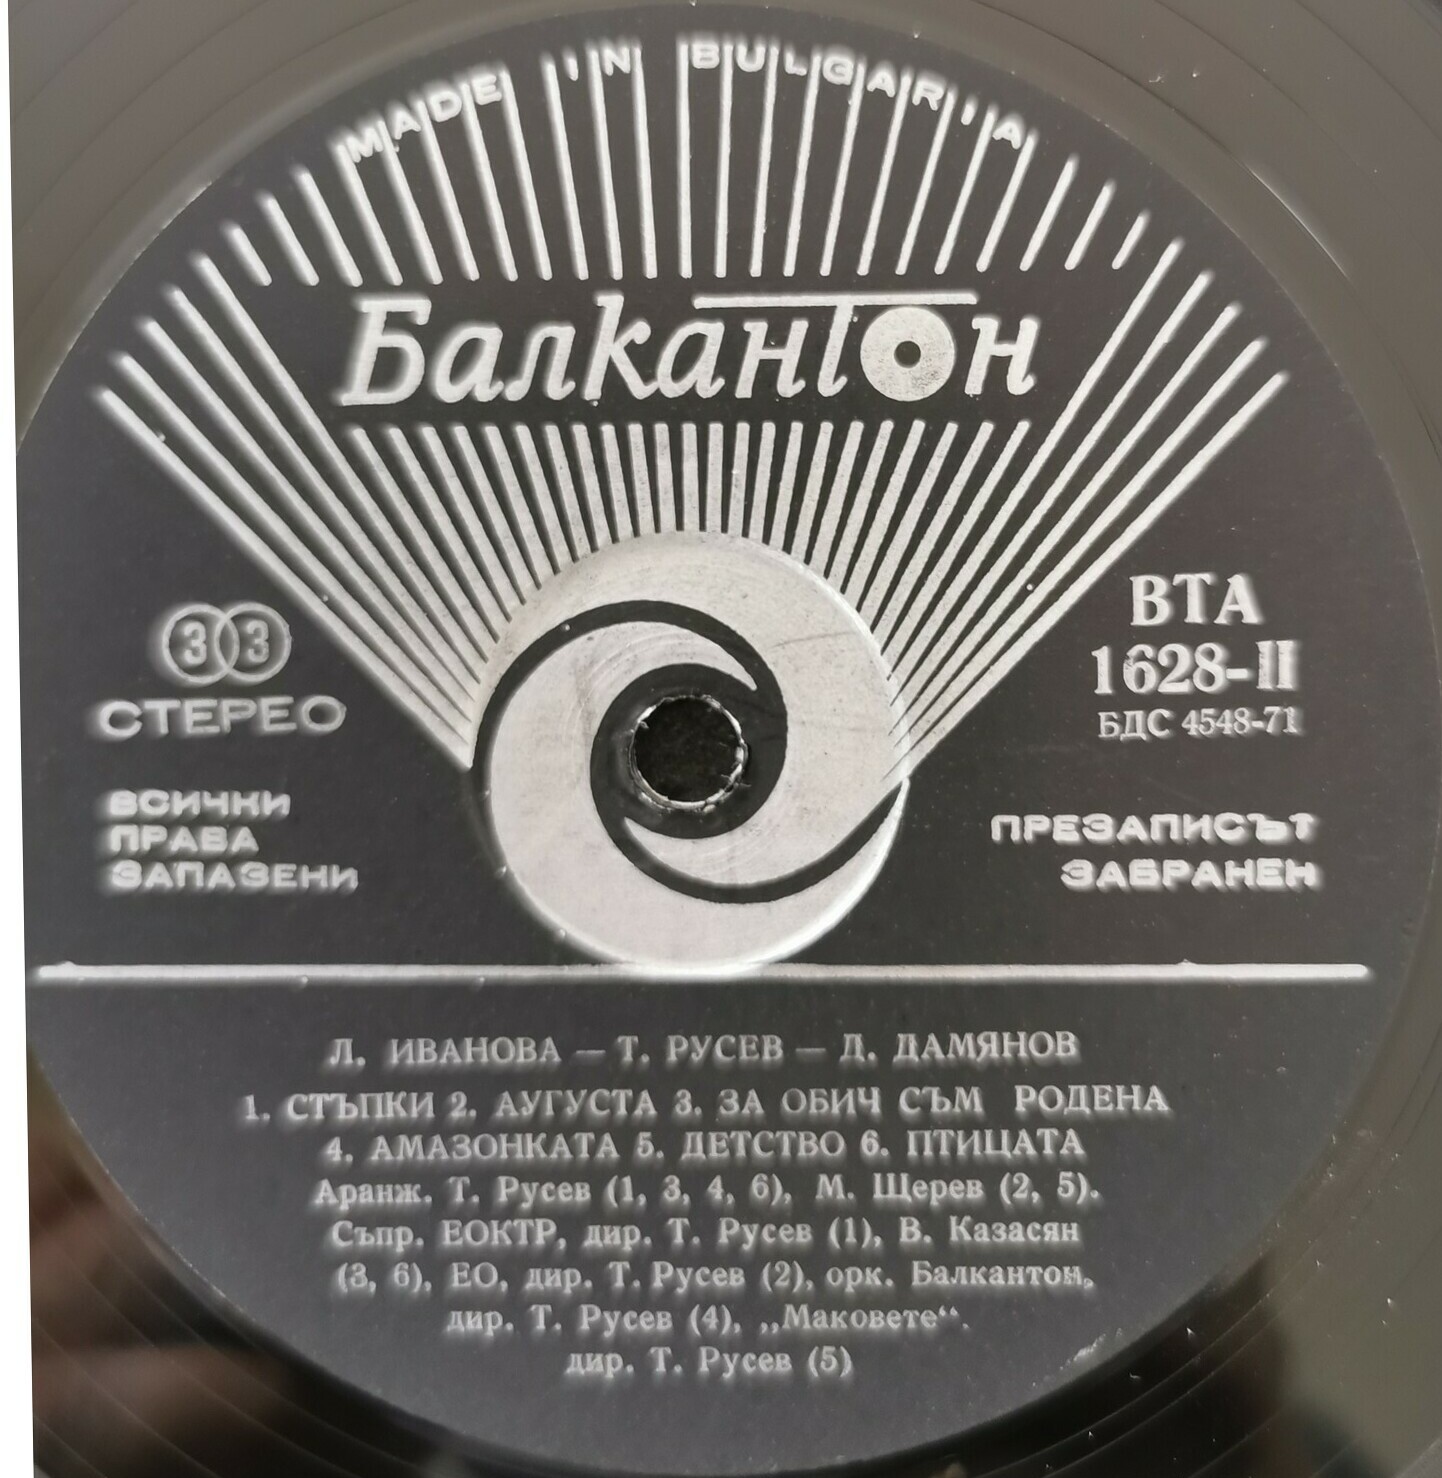 MADE IN BULGARIA
Балкантон
33
СТЕРЕО
ВСИЧКИ
ПРАВА
ЗАПАЗЕНИ
ВТА
1628-II
БДС 4548-71
ПРЕЗАПИСЪТ
ЗАБРАНЕН
Л. ИВАНОВА — Т. РУСЕВ — Д. ДАМЯНОВ
1. СТЪПКИ 2. АУГУСТА 3. ЗА ОБИЧ СЪМ РОДЕНА
4. АМАЗОНКАТА 5. ДЕТСТВО 6. ПТИЦАТА
Аранж. Т. Русев (1, 3, 4, 6), М. Щерев (2, 5).
Съпр. ЕОКТР, дир. Т. Русев (1), В. Казасян
(3, 6), ЕО, дир. Т. Русев (2), орк. Балкантон,
дир. Т. Русев (4), „Маковете“.
дир. Т. Русев (5)